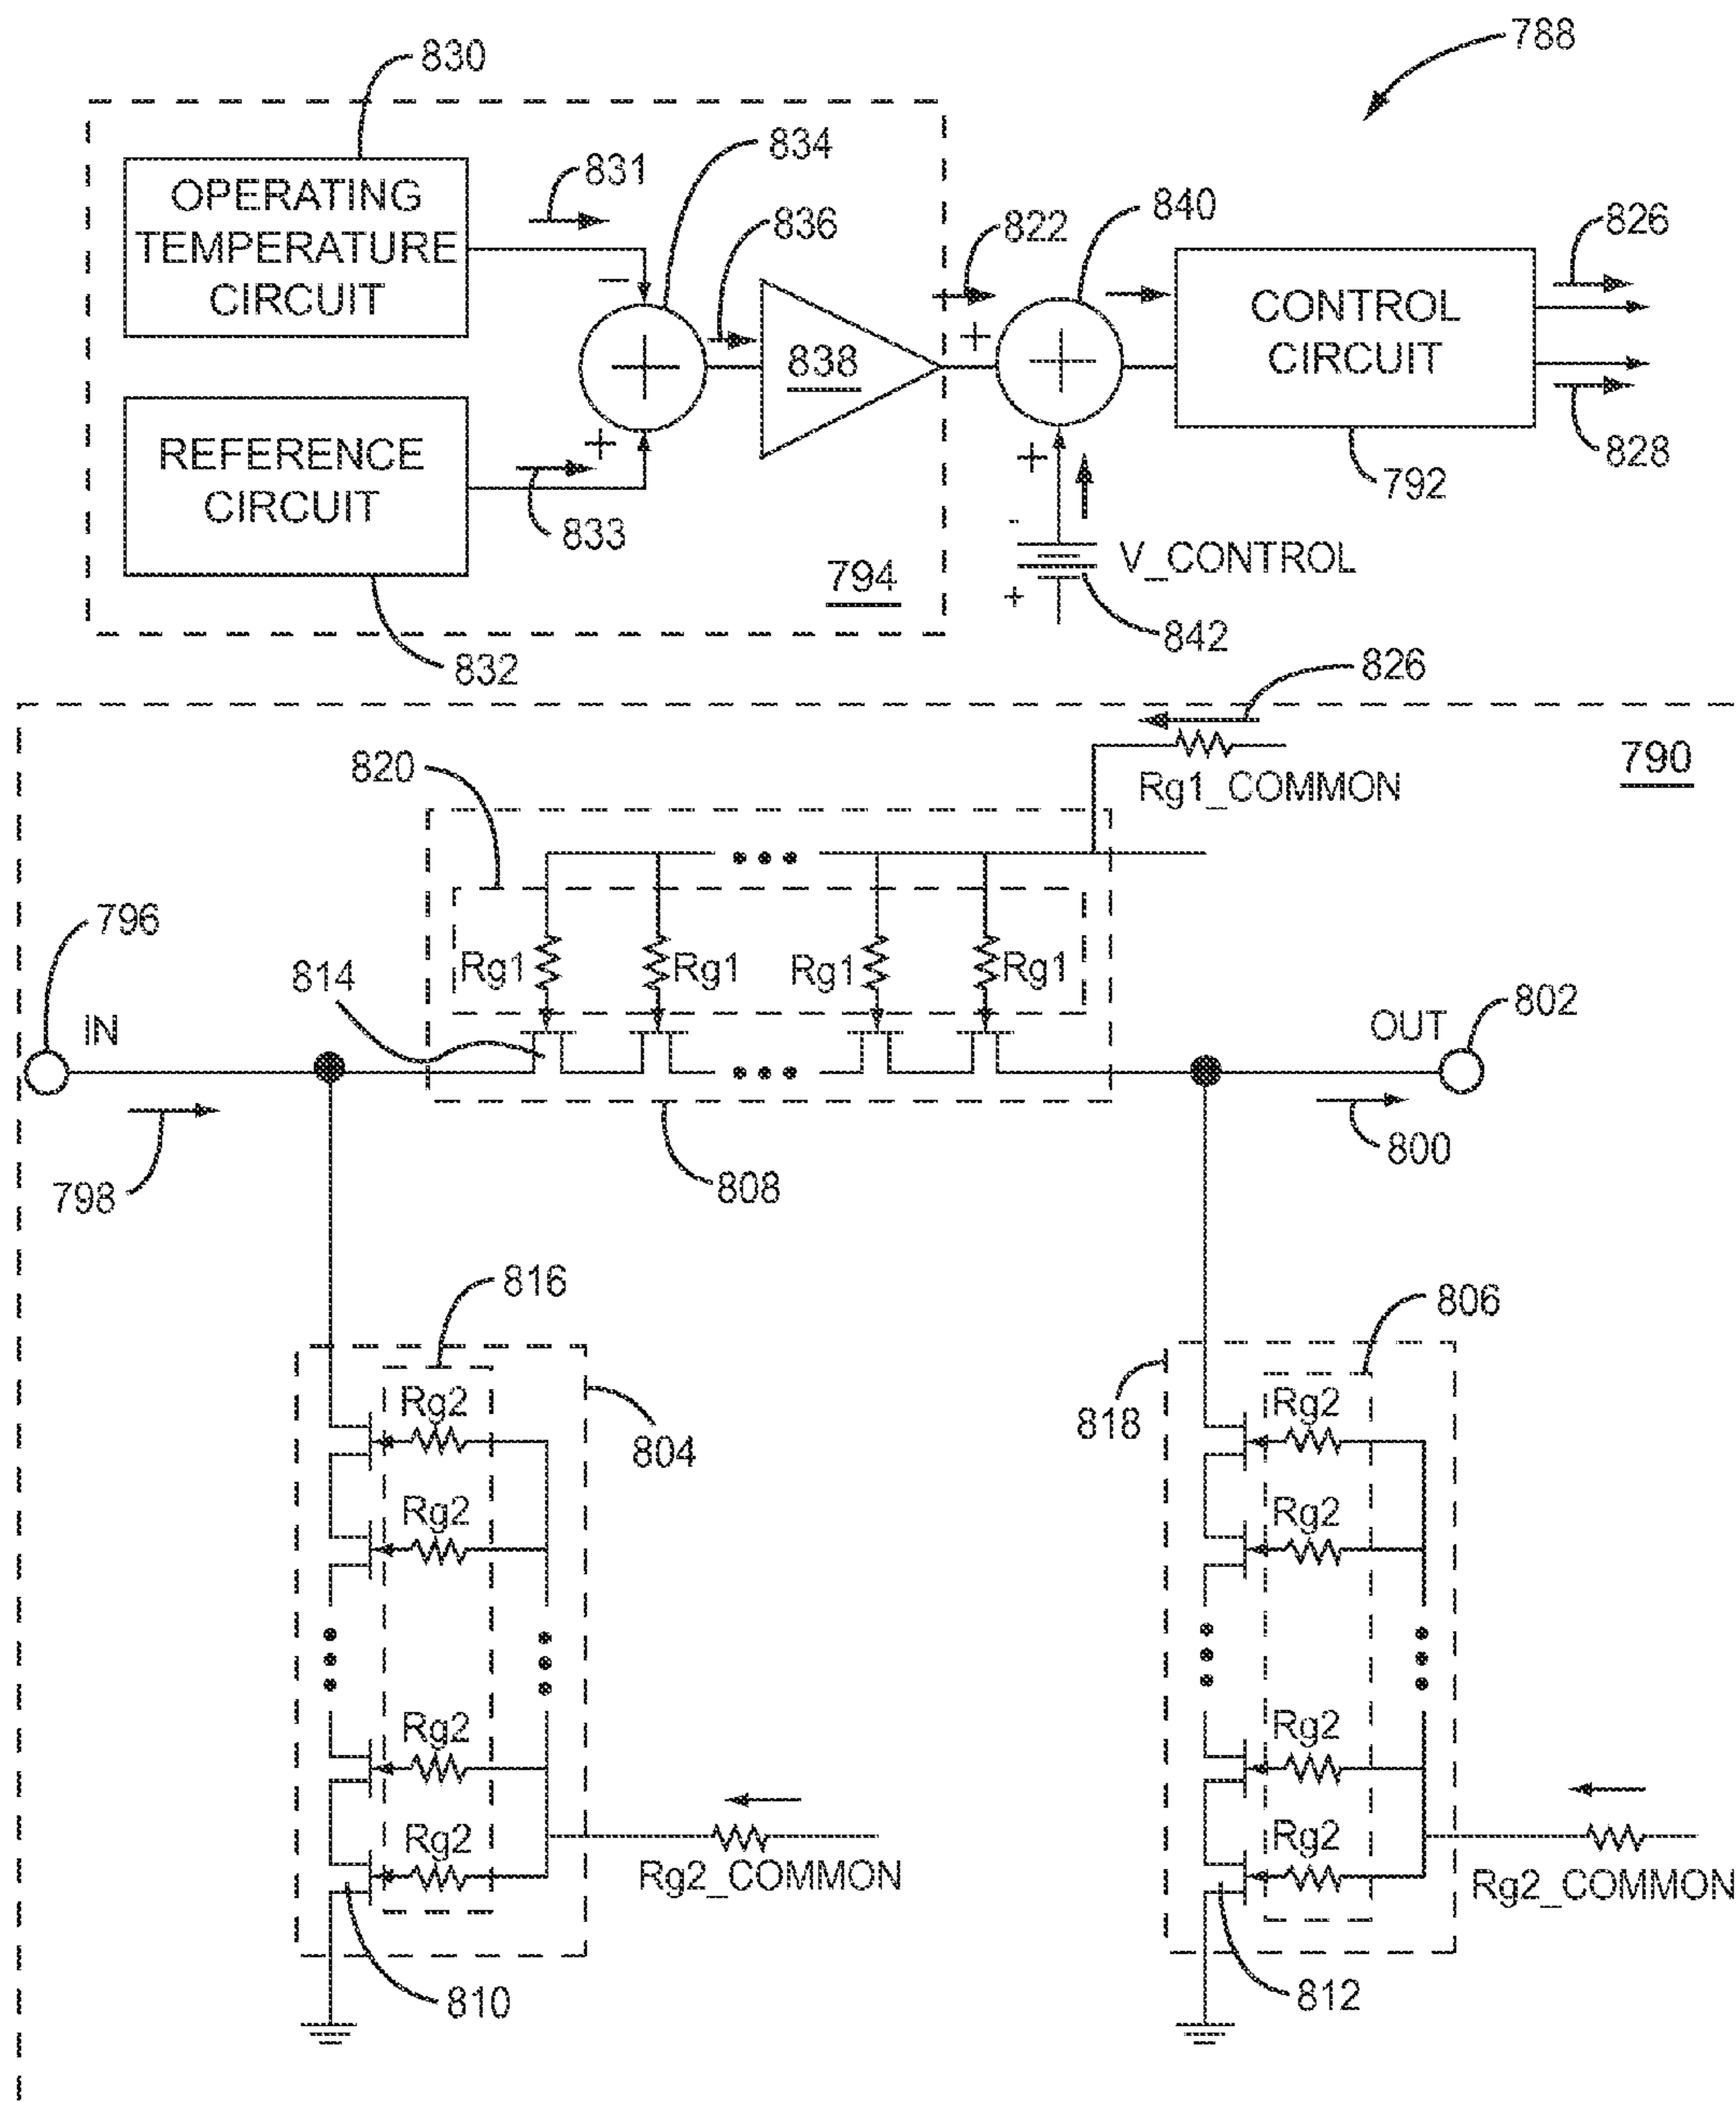 788
830
834
831
OPERATING
TEMPERATURE
CIRCUIT
836
822
840
826
−
838
+
+
+
CONTROL
CIRCUIT
+
+
828
REFERENCE
CIRCUIT
833
+
792
-
V_CONTROL
794
+
842
832
826
790
820
Rg1_COMMON
796
Rg1
Rg1
Rg1
Rg1
814
802
IN
OUT
798
808
800
816
806
804
818
Rg2
Rg2
Rg2
Rg2
Rg2
Rg2
Rg2
Rg2
Rg2_COMMON
Rg2_COMMON
810
812